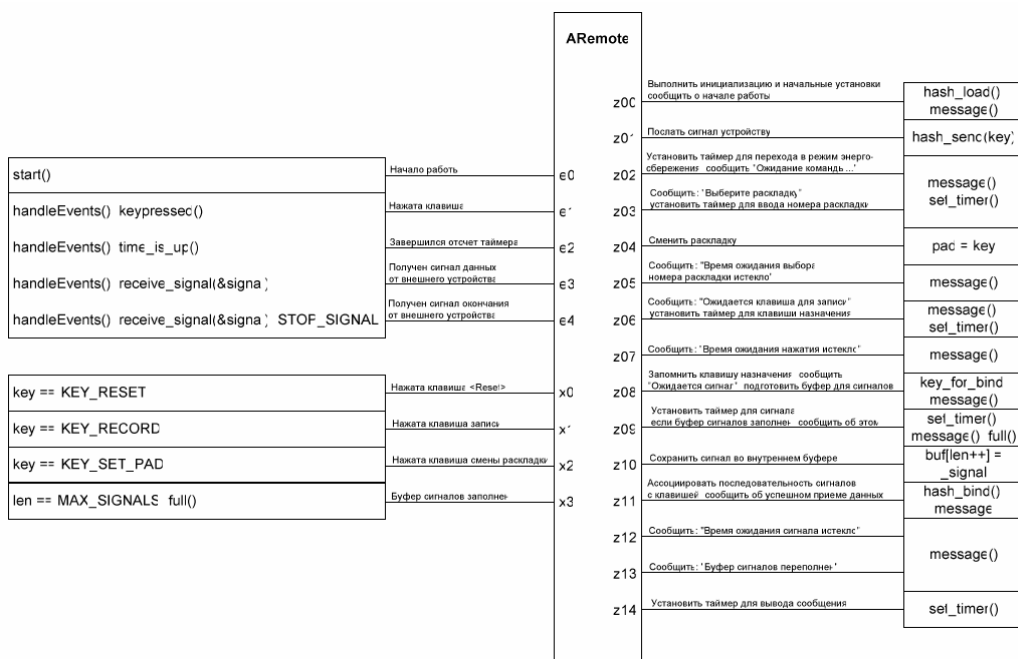 ARemote
start()
Начало работь
e0
handleEvents() keypressed()
Нажата клавиша
e1
handleEvents() time_is_up()
Завершился отсчет таймера
e2
handleEvents() receive_signal(&signa )
Получен сигнал данных
от внешнего устройства
e3
handleEvents() receive_signal(&signa ) STOF_SIGNAL
Получен сигнал окончания
от внешнего устройства
e4
key == KEY_RESET
Нажата клавиша <Reset>
x0
key == KEY_RECORD
Нажата клавиша запись
x1
key == KEY_SET_PAD
Нажата клавиша смены раскладки
x2
len == MAX_SIGNALS full()
Буфер сигналов заполнен
x3
z00
Выполнить инициализацию и начальные установки
сообщить о начале работы
hash_load()
message()
z01
Послать сигнал устройству
hash_send(key)
z02
Установить таймер для перехода в режим энерго-
сбережения сообщить "Ожидание команды ..."
message()
set_timer()
z03
Сообщить: "Выберите раскладку"
установить таймер для ввода номера раскладки
z04
Сменить раскладку
pad = key
z05
Сообщить: "Время ожидания выбора
номера раскладки истекло"
message()
z06
Сообщить: "Ожидается клавиша для записи"
установить таймер для клавиши назначения
message()
set_timer()
z07
Сообщить: "Время ожидания нажатия истекло"
message()
z08
Запомнить клавишу назначения сообщить
"Ожидается сигнал" подготовить буфер для сигналов
key_for_bind
message()
z09
Установить таймер для сигнала
если буфер сигналов заполнен сообщить об этом
set_timer()
message() full()
z10
Сохранить сигнал во внутреннем буфере
buf[len++] =
_signal
z11
Ассоциировать последовательность сигналов
с клавишей сообщить об успешном приеме данных
hash_bind()
message
z12
Сообщить: "Время ожидания сигнала истекло"
message()
z13
Сообщить: "Буфер сигналов переполнен"
z14
Установить таймер для вывода сообщения
set_timer()